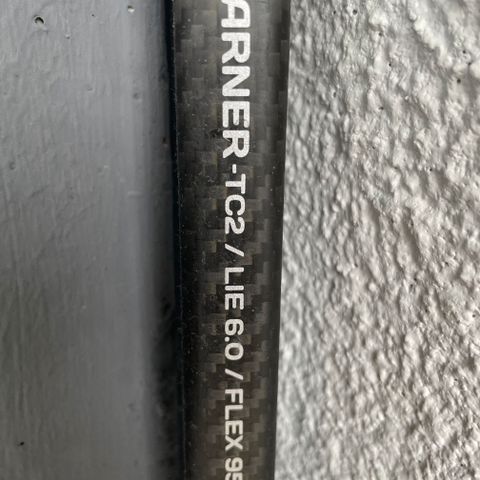 ARNER-TC2 / LIE 6.0 / FLEX 95